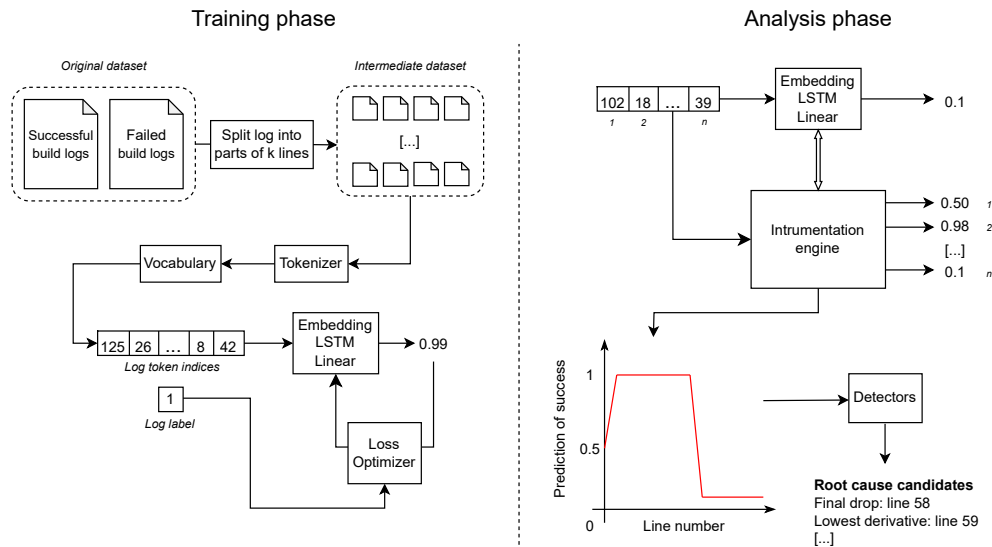 Training phase
Original dataset
Successful
build logs
Failed
build logs
Split log into
parts of k lines
Intermediate dataset
[...]
Vocabulary
Tokenizer
125 26 ... 8 42
Log token indices
Embedding
LSTM
Linear
0.99
1
Log label
Loss
Optimizer
Analysis phase
102 18 ... 39
1 2 n
Embedding
LSTM
Linear
0.1
Intrumentation
engine
0.50 1
0.98 2
[...]
0.1 n
Prediction of success
1
0.5
0
Line number
Detectors
Root cause candidates
Final drop: line 58
Lowest derivative: line 59
[...]